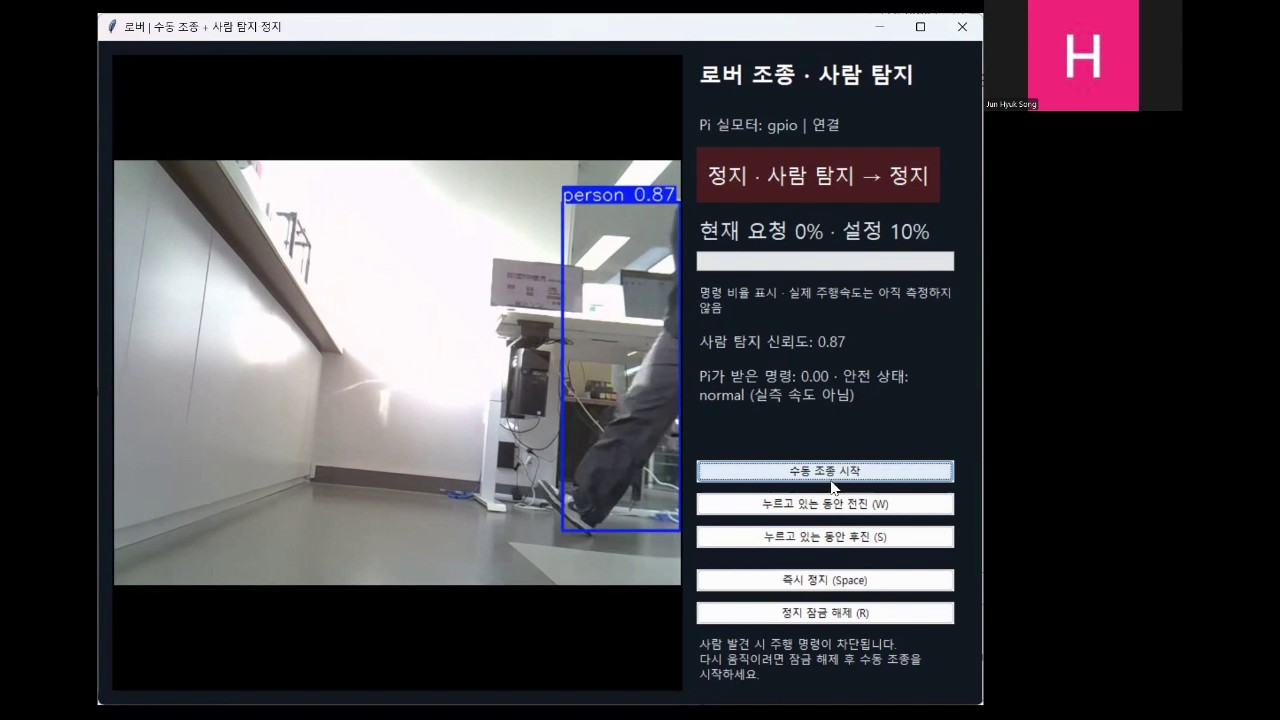 로버 | 수동 조종 + 사람 탐지 정지
H
Jun Hyuk Song
로버 조종 · 사람 탐지
Pi 실모터: gpio | 연결
정지 · 사람 탐지 → 정지
person 0.87
현재 요청 0% · 설정 10%
명령 비율 표시 · 실제 주행속도는 아직 측정하지
않음
사람 탐지 신뢰도: 0.87
Pi가 받은 명령: 0.00 · 안전 상태:
normal (실측 속도 아님)
수동 조종 시작
누르고 있는 동안 전진 (W)
누르고 있는 동안 후진 (S)
즉시 정지 (Space)
정지 잠금 해제 (R)
사람 발견 시 주행 명령이 차단됩니다.
다시 움직이려면 잠금 해제 후 수동 조종을
시작하세요.